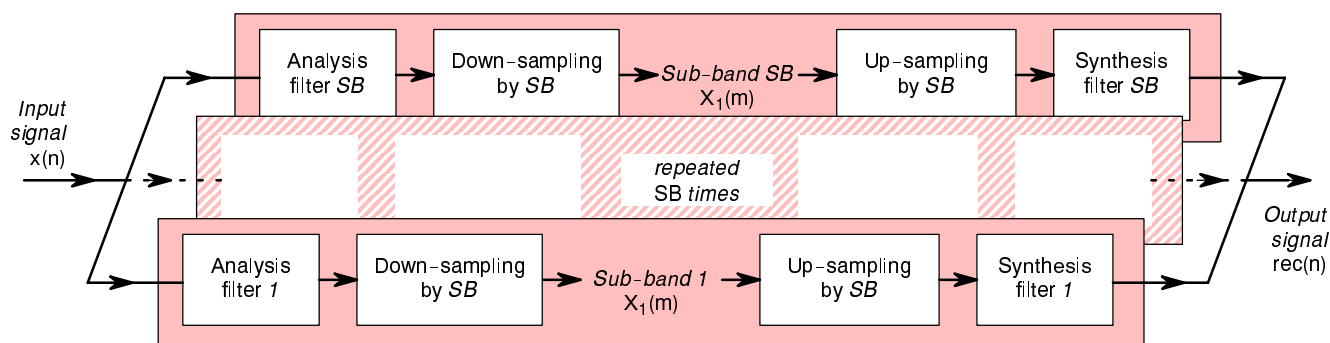 Analysis
filter SB
Down-sampling
by SB
Sub-band SB
X1(m)
Up-sampling
by SB
Synthesis
filter SB
Input
signal
x(n)
repeated
SB times
Output
signal
rec(n)
Analysis
filter 1
Down-sampling
by SB
Sub-band 1
X1(m)
Up-sampling
by SB
Synthesis
filter 1